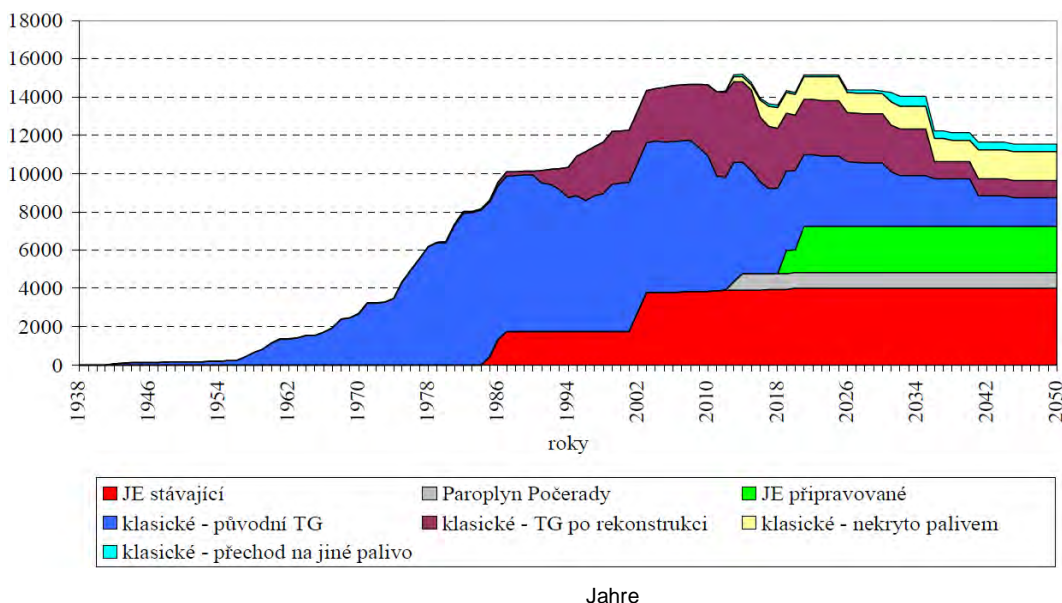 18000
16000
14000
12000
10000
8000
6000
4000
2000
0
1938 1946 1954 1962 1970 1978 1986 1994 2002 2010 2018 2026 2034 2042 2050
roky
JE stávající Paroplyn Počerady JE připravované
klasické - původní TG klasické - TG po rekonstrukci klasické - nekryto palivem
klasické - přechod na jiné palivo
Jahre